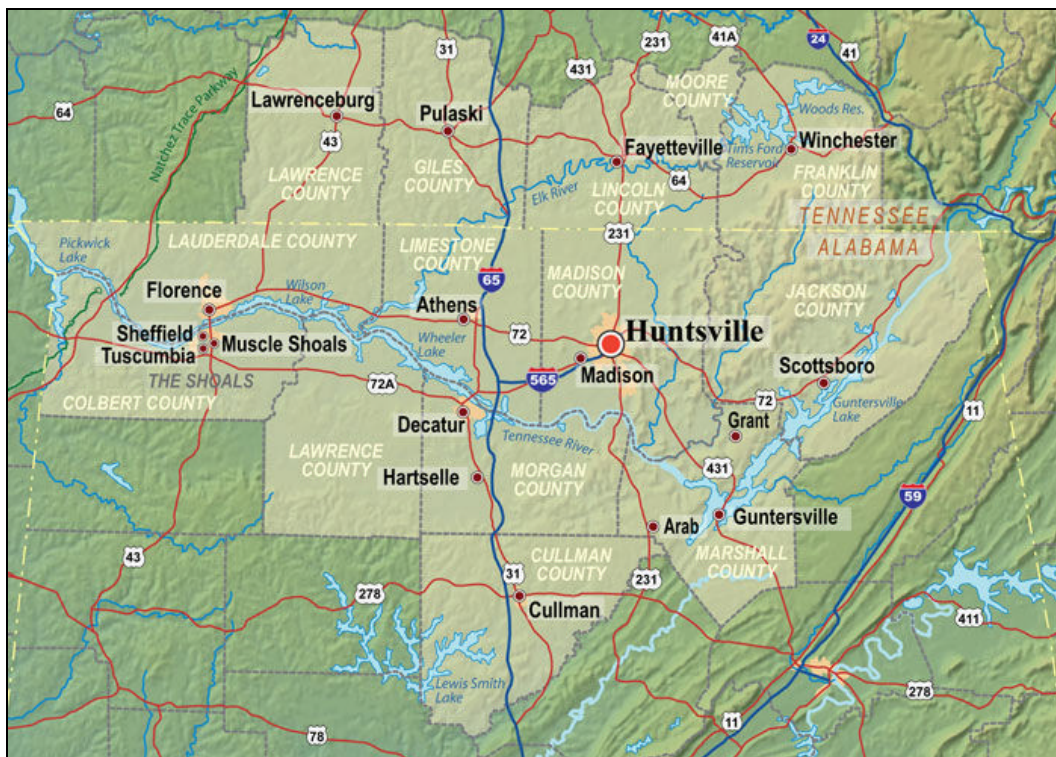 31
231
41A
24
41
431
MOORE
COUNTY
64
Natchez Trace Parkway
Lawrenceburg
Pulaski
Woods Res.
43
Fayetteville
Tims Ford
Reservoir
Winchester
LAWRENCE
COUNTY
GILES
COUNTY
Elk River
LINCOLN
COUNTY
64
FRANKLIN
COUNTY
TENNESSEE
ALABAMA
231
Pickwick
Lake
LAUDERDALE COUNTY
LIMESTONE
COUNTY
65
MADISON
COUNTY
JACKSON
COUNTY
Florence
Wilson
Lake
Athens
72
Huntsville
Sheffield
Tuscumbia
Muscle Shoals
Wheeler
Lake
Madison
565
Scottsboro
THE SHOALS
COLBERT COUNTY
72A
72
Guntersville
Lake
11
Decatur
Grant
Tennessee River
LAWRENCE
COUNTY
Hartselle
MORGAN
COUNTY
431
59
Arab
Guntersville
MARSHALL
COUNTY
43
CULLMAN
COUNTY
31
231
278
Cullman
411
Lewis Smith
Lake
278
11
78